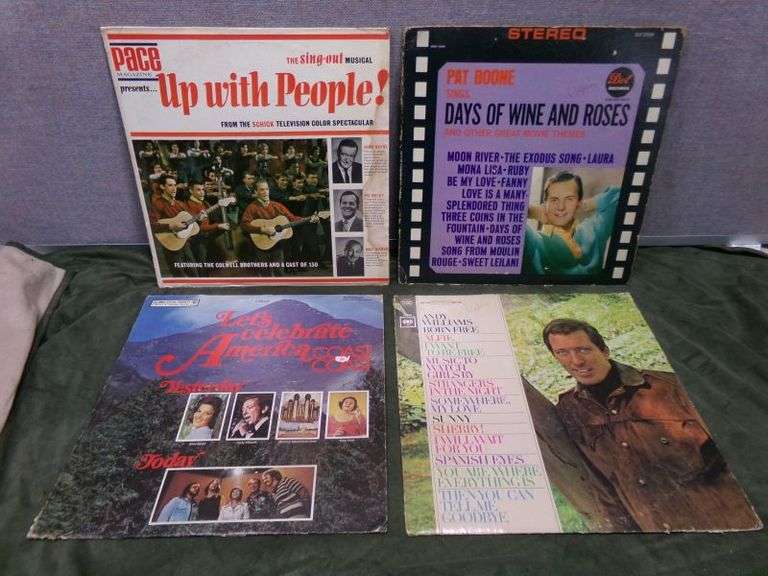 PACE
MAGAZINE
presents...
THE sing-out MUSICAL
Up with People!
FROM THE SCHICK TELEVISION COLOR SPECTACULAR
FEATURING THE COLWELL BROTHERS AND A CAST OF 130
STEREO
PAT BOONE
SINGS
Dot
RECORDS
DAYS OF WINE AND ROSES
AND OTHER GREAT MOVIE THEMES
MOON RIVER • THE EXODUS SONG • LAURA
MONA LISA • RUBY
BE MY LOVE • FANNY
LOVE IS A MANY-
SPLENDORED THING
THREE COINS IN THE
FOUNTAIN • DAYS OF
WINE AND ROSES
SONG FROM MOULIN
ROUGE • SWEET LEILANI
Let's
celebrate
America
Yesterday
Today
ANDY
WILLIAMS
BORN FREE
ALFIE
I WANT
TO BE FREE
MUSIC TO
WATCH
GIRLS BY
STRANGERS
IN THE NIGHT
SOMEWHERE,
MY LOVE
SUNNY
SHERRY!
I WILL WAIT
FOR YOU
SPANISH EYES
YOU ARE WHERE
EVERYTHING IS
THEN YOU CAN
TELL ME
GOODBYE